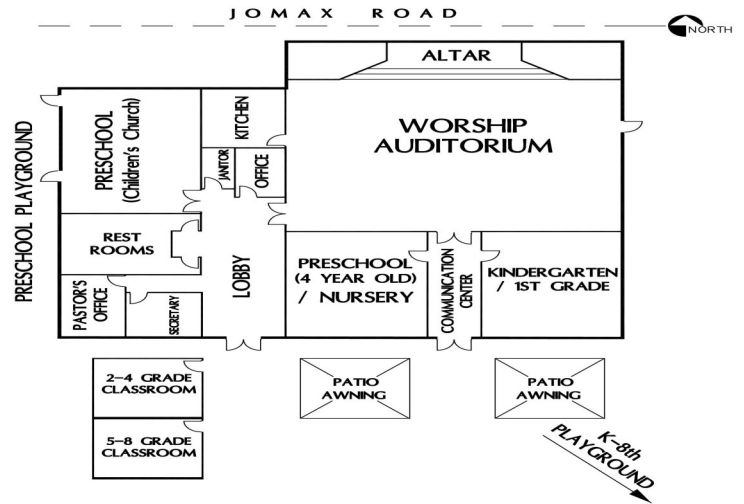 JOMAX ROAD
NORTH
ALTAR
PRESCHOOL PLAYGROUND
PRESCHOOL
(Children's Church)
KITCHEN
WORSHIP
AUDITORIUM
JANITOR
OFFICE
REST
ROOMS
LOBBY
PRESCHOOL
(4 YEAR OLD)
/ NURSERY
COMMUNICATION
CENTER
KINDERGARTEN
/ 1ST GRADE
PASTOR'S
OFFICE
SECRETARY
2-4 GRADE
CLASSROOM
PATIO
AWNING
PATIO
AWNING
5-8 GRADE
CLASSROOM
K-8th
PLAYGROUND